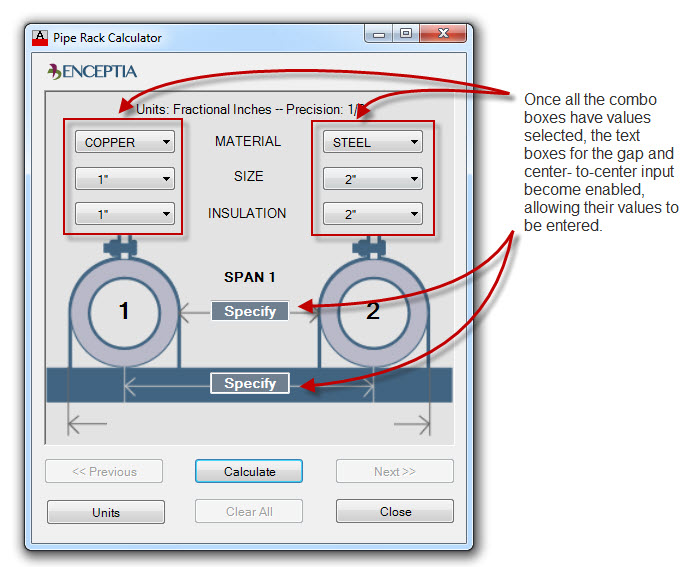 Pipe Rack Calculator
ENCEPTIA
Units: Fractional Inches -- Precision:
COPPER MATERIAL STEEL
1" SIZE 2"
1" INSULATION 2"
SPAN 1
1 Specify 2
Specify
<< Previous Calculate Next >>
Units Clear All Close
Once all the combo
boxes have values
selected, the text
boxes for the gap and
center- to-center input
become enabled,
allowing their values to
be entered.